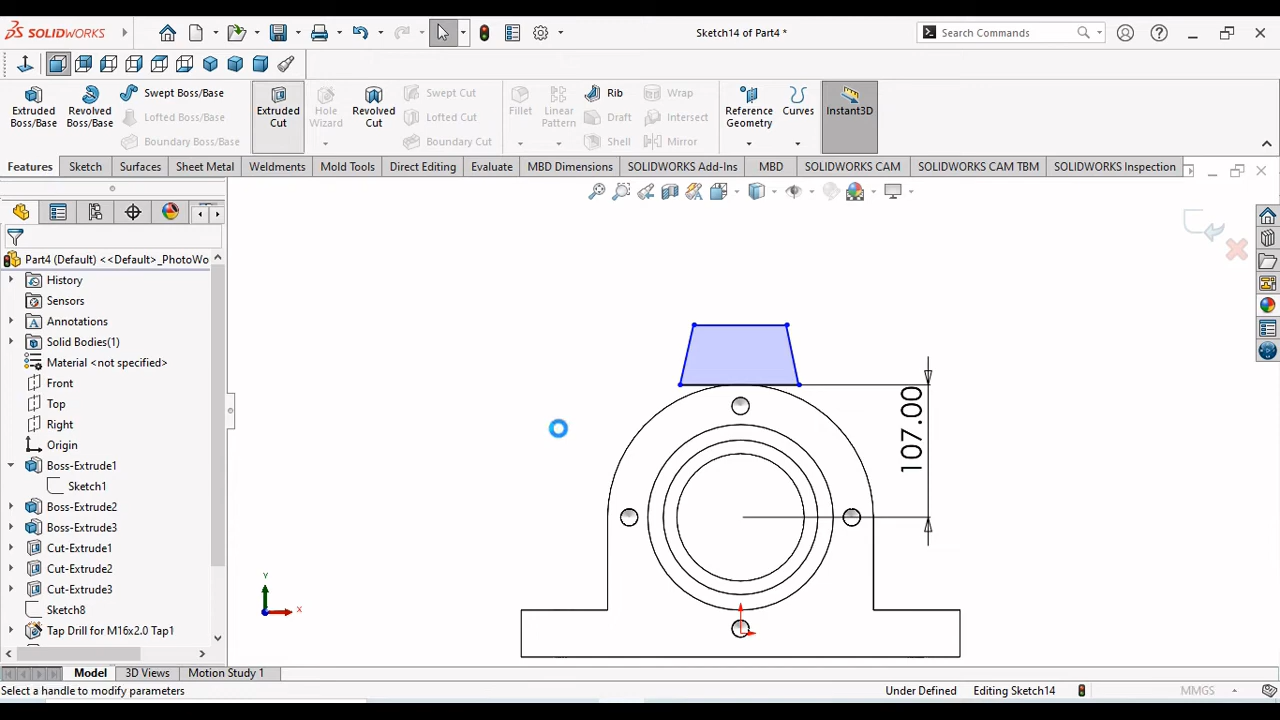 SOLIDWORKS
Sketch14 of Part4 *
Search Commands
Extruded Boss/Base
Revolved Boss/Base
Swept Boss/Base
Lofted Boss/Base
Boundary Boss/Base
Extruded Cut
Hole Wizard
Revolved Cut
Swept Cut
Lofted Cut
Boundary Cut
Fillet
Linear Pattern
Rib
Draft
Shell
Wrap
Intersect
Mirror
Reference Geometry
Curves
Instant3D
Features Sketch Surfaces Sheet Metal Weldments Mold Tools Direct Editing Evaluate MBD Dimensions SOLIDWORKS Add-Ins MBD SOLIDWORKS CAM SOLIDWORKS CAM TBM SOLIDWORKS Inspection
Part4 (Default) <<Default>_PhotoWo
History
Sensors
Annotations
Solid Bodies(1)
Material <not specified>
Front
Top
Right
Origin
Boss-Extrude1
Sketch1
Boss-Extrude2
Boss-Extrude3
Cut-Extrude1
Cut-Extrude2
Cut-Extrude3
Sketch8
Tap Drill for M16x2.0 Tap1
107.00
Y
X
Model 3D Views Motion Study 1
Select a handle to modify parameters
Under Defined
Editing Sketch14
MMGS